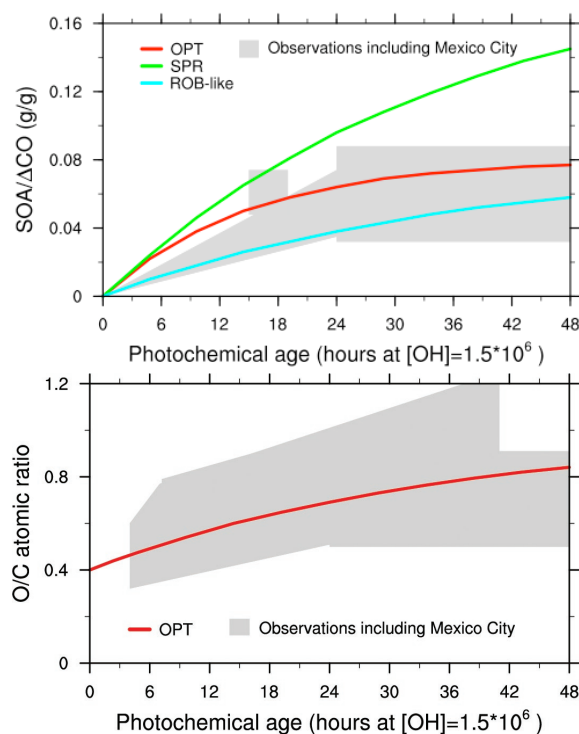 0.16
OPT
Observations including Mexico City
SPR
ROB-like
0.12
0.08
0.04
0
SOA/ΔCO (g/g)
0 6 12 18 24 30 36 42 48
Photochemical age (hours at [OH]=1.5*10⁶ )
1.2
0.8
0.4
0
O/C atomic ratio
OPT
Observations including Mexico City
0 6 12 18 24 30 36 42 48
Photochemical age (hours at [OH]=1.5*10⁶ )